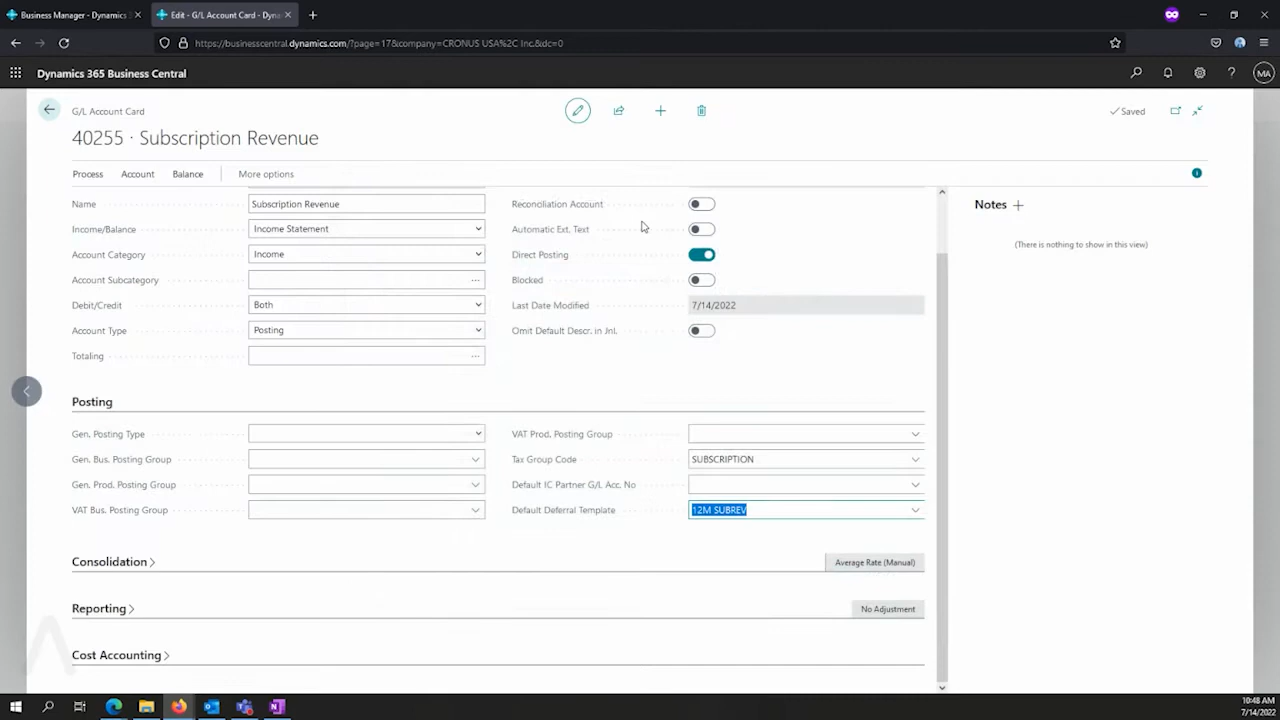 Business Manager - Dynamics
Edit - G/L Account Card - Dyna
https://businesscentral.dynamics.com/?page=17&company=CRONUS USA%2C Inc.&dc=0
Dynamics 365 Business Central
MA
G/L Account Card
Saved
40255 · Subscription Revenue
Process Account Balance More options
Name Subscription Revenue Reconciliation Account Notes
Income/Balance Income Statement Automatic Ext. Text (There is nothing to show in this view)
Account Category Income Direct Posting
Account Subcategory Blocked
Debit/Credit Both Last Date Modified 7/14/2022
Account Type Posting Omit Default Descr. in Jnl.
Totaling
Posting
Gen. Posting Type VAT Prod. Posting Group
Gen. Bus. Posting Group Tax Group Code SUBSCRIPTION
Gen. Prod. Posting Group Default IC Partner G/L Acc. No
VAT Bus. Posting Group Default Deferral Template 12M SUBREV
Consolidation Average Rate (Manual)
Reporting No Adjustment
Cost Accounting
10:48 AM
7/14/2022